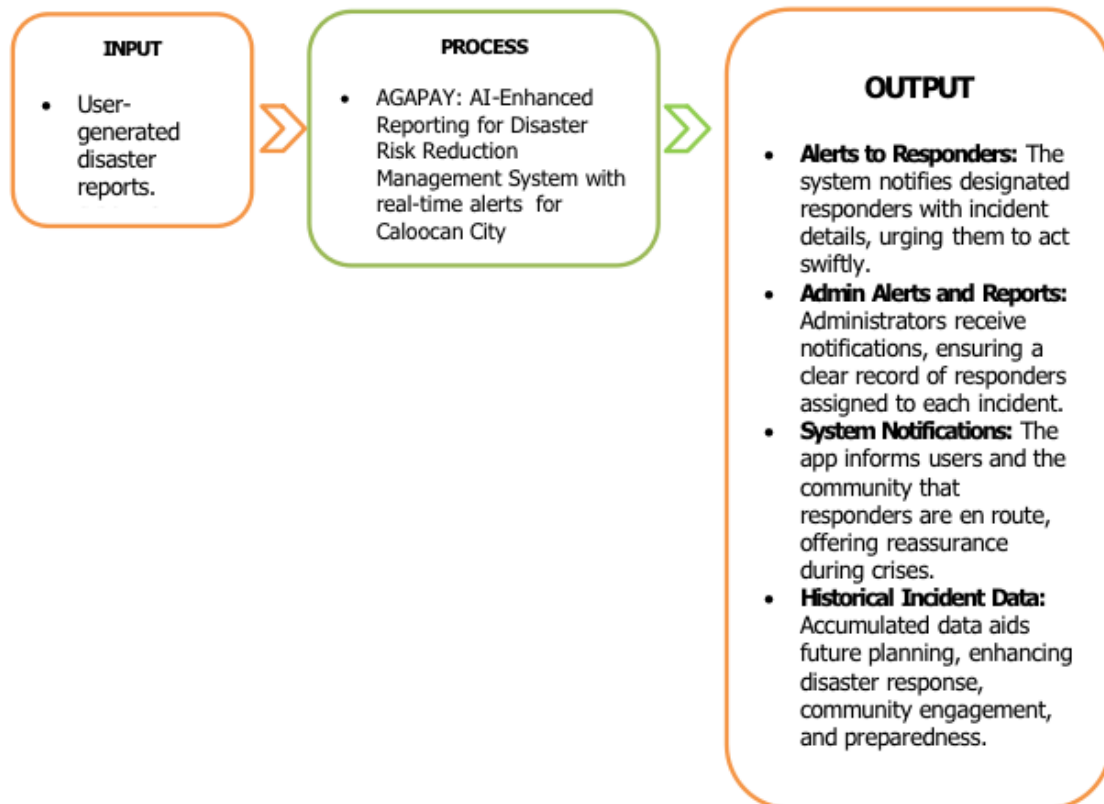 INPUT
• User-
generated
disaster
reports.
PROCESS
• AGAPAY: AI-Enhanced
Reporting for Disaster
Risk Reduction
Management System with
real-time alerts for
Caloocan City
OUTPUT
• Alerts to Responders: The
system notifies designated
responders with incident
details, urging them to act
swiftly.
• Admin Alerts and Reports:
Administrators receive
notifications, ensuring a
clear record of responders
assigned to each incident.
• System Notifications: The
app informs users and the
community that
responders are en route,
offering reassurance
during crises.
• Historical Incident Data:
Accumulated data aids
future planning, enhancing
disaster response,
community engagement,
and preparedness.